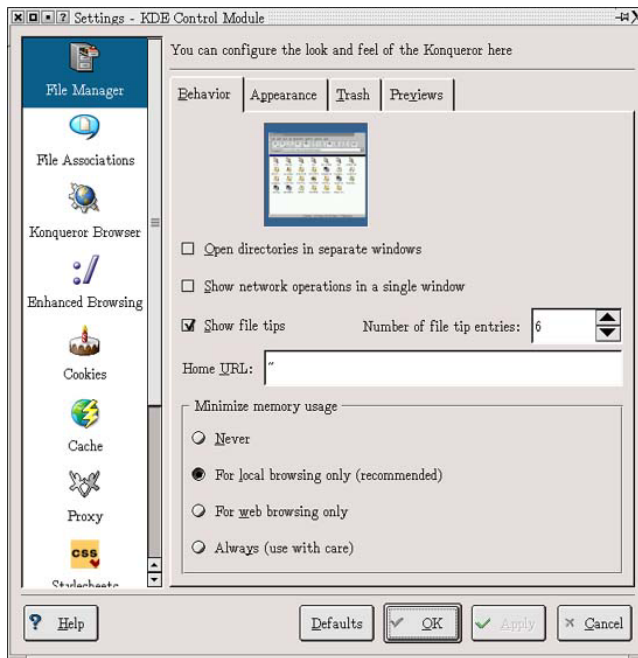 Settings - KDE Control Module
You can configure the look and feel of the Konqueror here
File Manager
File Associations
Konqueror Browser
Enhanced Browsing
Cookies
Cache
Proxy
css
Stylesheets
Behavior
Appearance
Trash
Previews
Open directories in separate windows
Show network operations in a single window
Show file tips
Number of file tip entries: 6
Home URL: ~
Minimize memory usage
Never
For local browsing only (recommended)
For web browsing only
Always (use with care)
? Help
Defaults
OK
Apply
Cancel